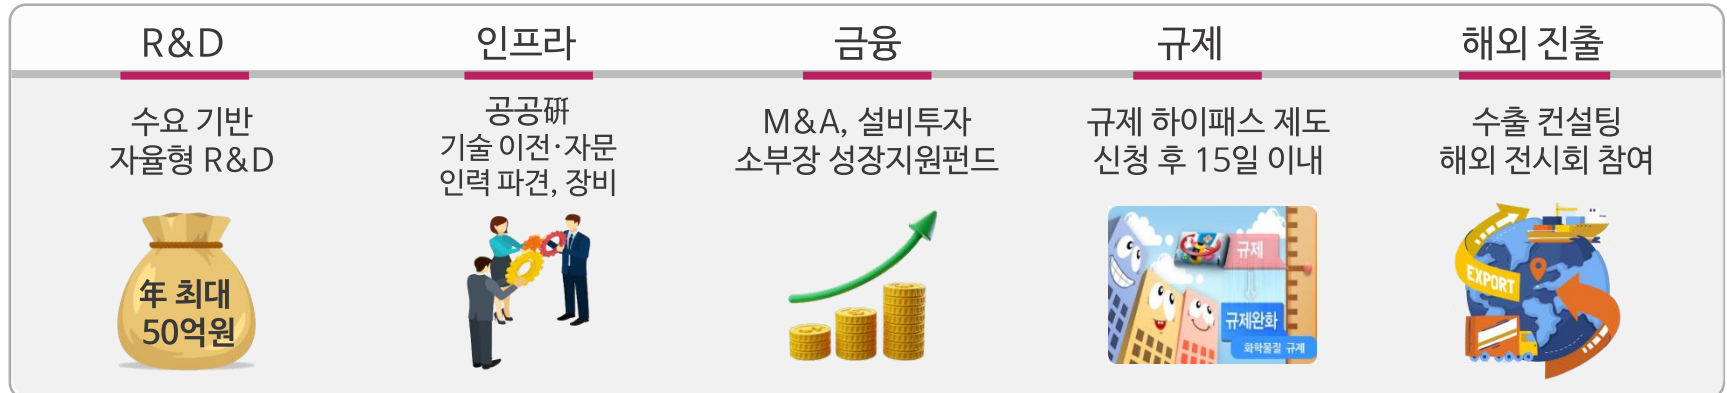 R&D
수요 기반
자율형 R&D
年 최대
50억원
인프라
공공硏
기술 이전·자문
인력 파견, 장비
금융
M&A, 설비투자
소부장 성장지원펀드
규제
규제 하이패스 제도
신청 후 15일 이내
규제
규제완화
화학물질 규제
해외 진출
수출 컨설팅
해외 전시회 참여
EXPORT